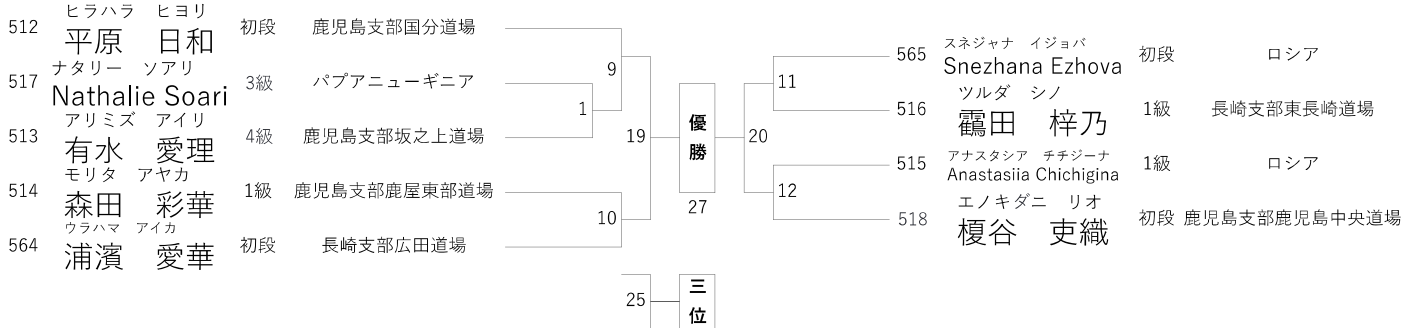 ヒラハラ ヒヨリ
512 平原 日和 初段 鹿児島支部国分道場
ナタリー ソアリ
517 Nathalie Soari 3級 パプアニューギニア
アリミズ アイリ
513 有水 愛理 4級 鹿児島支部坂之上道場
モリタ アヤカ
514 森田 彩華 1級 鹿児島支部鹿屋東部道場
ウラハマ アイカ
564 浦濱 愛華 初段 長崎支部広田道場
9
1
19
10
優勝
27
20
11
12
スネジャナ イジョバ
565 Snezhana Ezhova 初段 ロシア
ツルダ シノ
516 靍田 梓乃 1級 長崎支部東長崎道場
アナスタシア チチジーナ
515 Anastasiia Chichigina 1級 ロシア
エノキダニ リオ
518 榎谷 吏織 初段 鹿児島支部鹿児島中央道場
25
三位